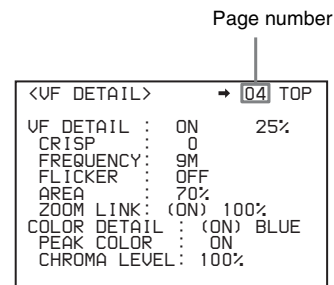 Page number
<VF DETAIL> ➡ 04 TOP
VF DETAIL : ON 25%
CRISP : 0
FREQUENCY: 9M
FLICKER : OFF
AREA : 70%
ZOOM LINK: (ON) 100%
COLOR DETAIL : (ON) BLUE
PEAK COLOR : ON
CHROMA LEVEL: 100%